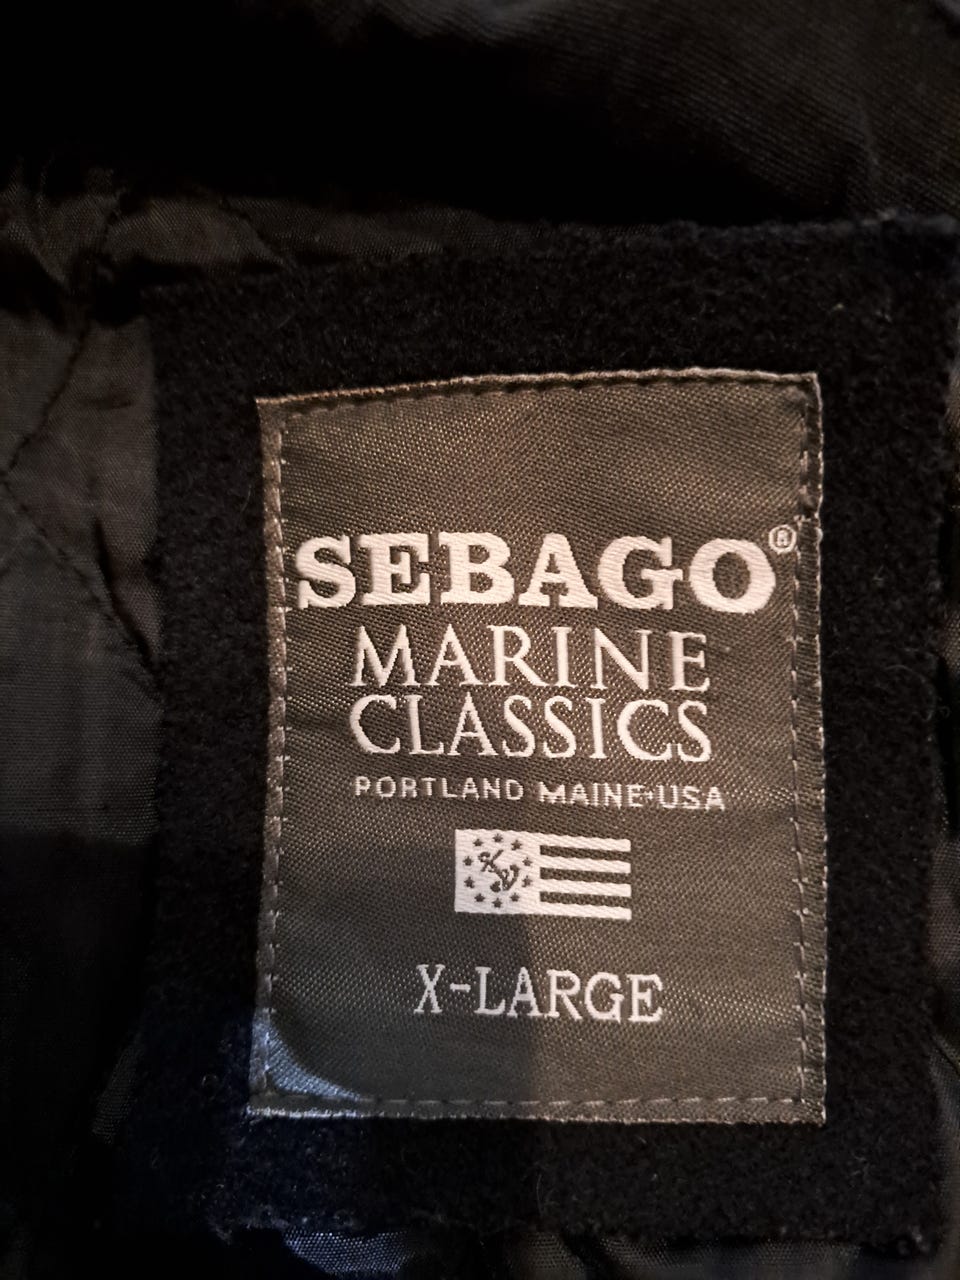 SEBAGO®
MARINE
CLASSICS
PORTLAND MAINE·USA
X-LARGE